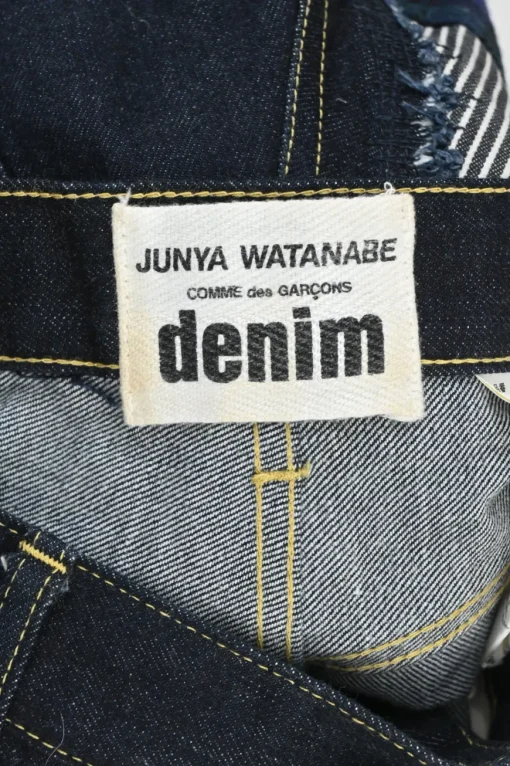 JUNYA WATANABE
COMME des GARÇONS
denim